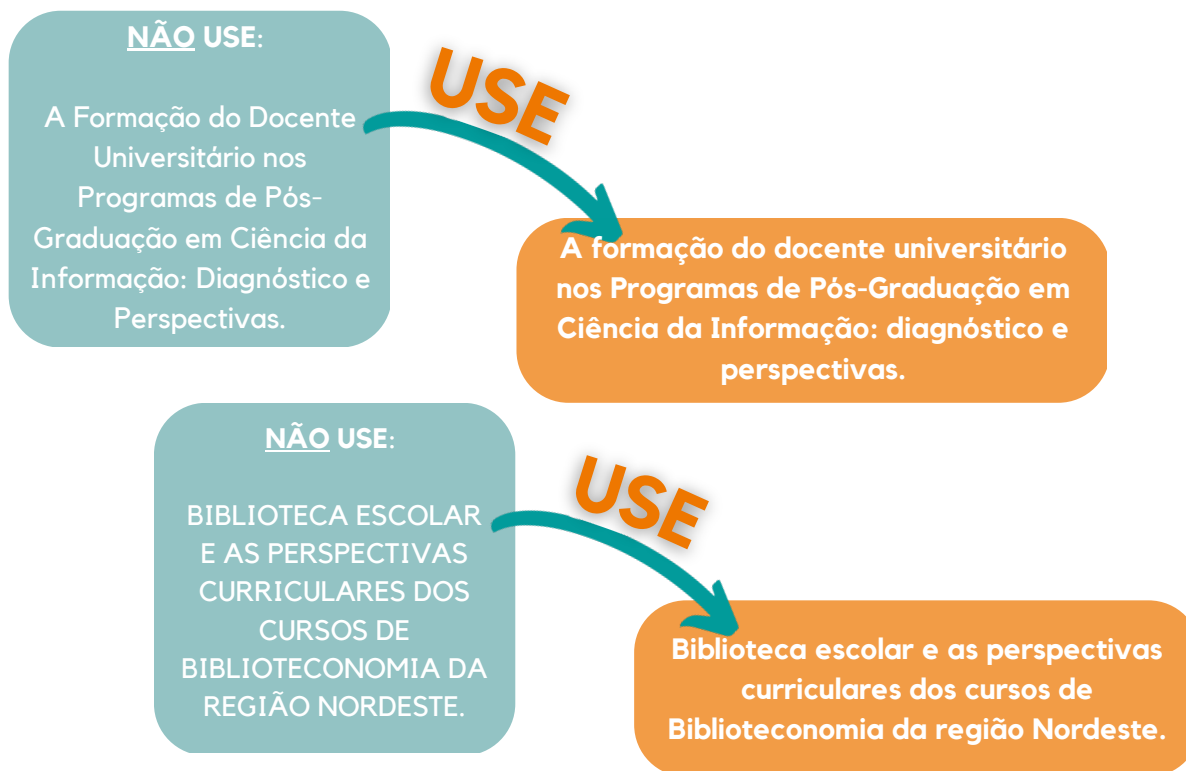 NÃO USE:
A Formação do Docente
Universitário nos
Programas de Pós-
Graduação em Ciência da
Informação: Diagnóstico e
Perspectivas.
USE
A formação do docente universitário
nos Programas de Pós-Graduação em
Ciência da Informação: diagnóstico e
perspectivas.
NÃO USE:
BIBLIOTECA ESCOLAR
E AS PERSPECTIVAS
CURRICULARES DOS
CURSOS DE
BIBLIOTECONOMIA DA
REGIÃO NORDESTE.
USE
Biblioteca escolar e as perspectivas
curriculares dos cursos de
Biblioteconomia da região Nordeste.